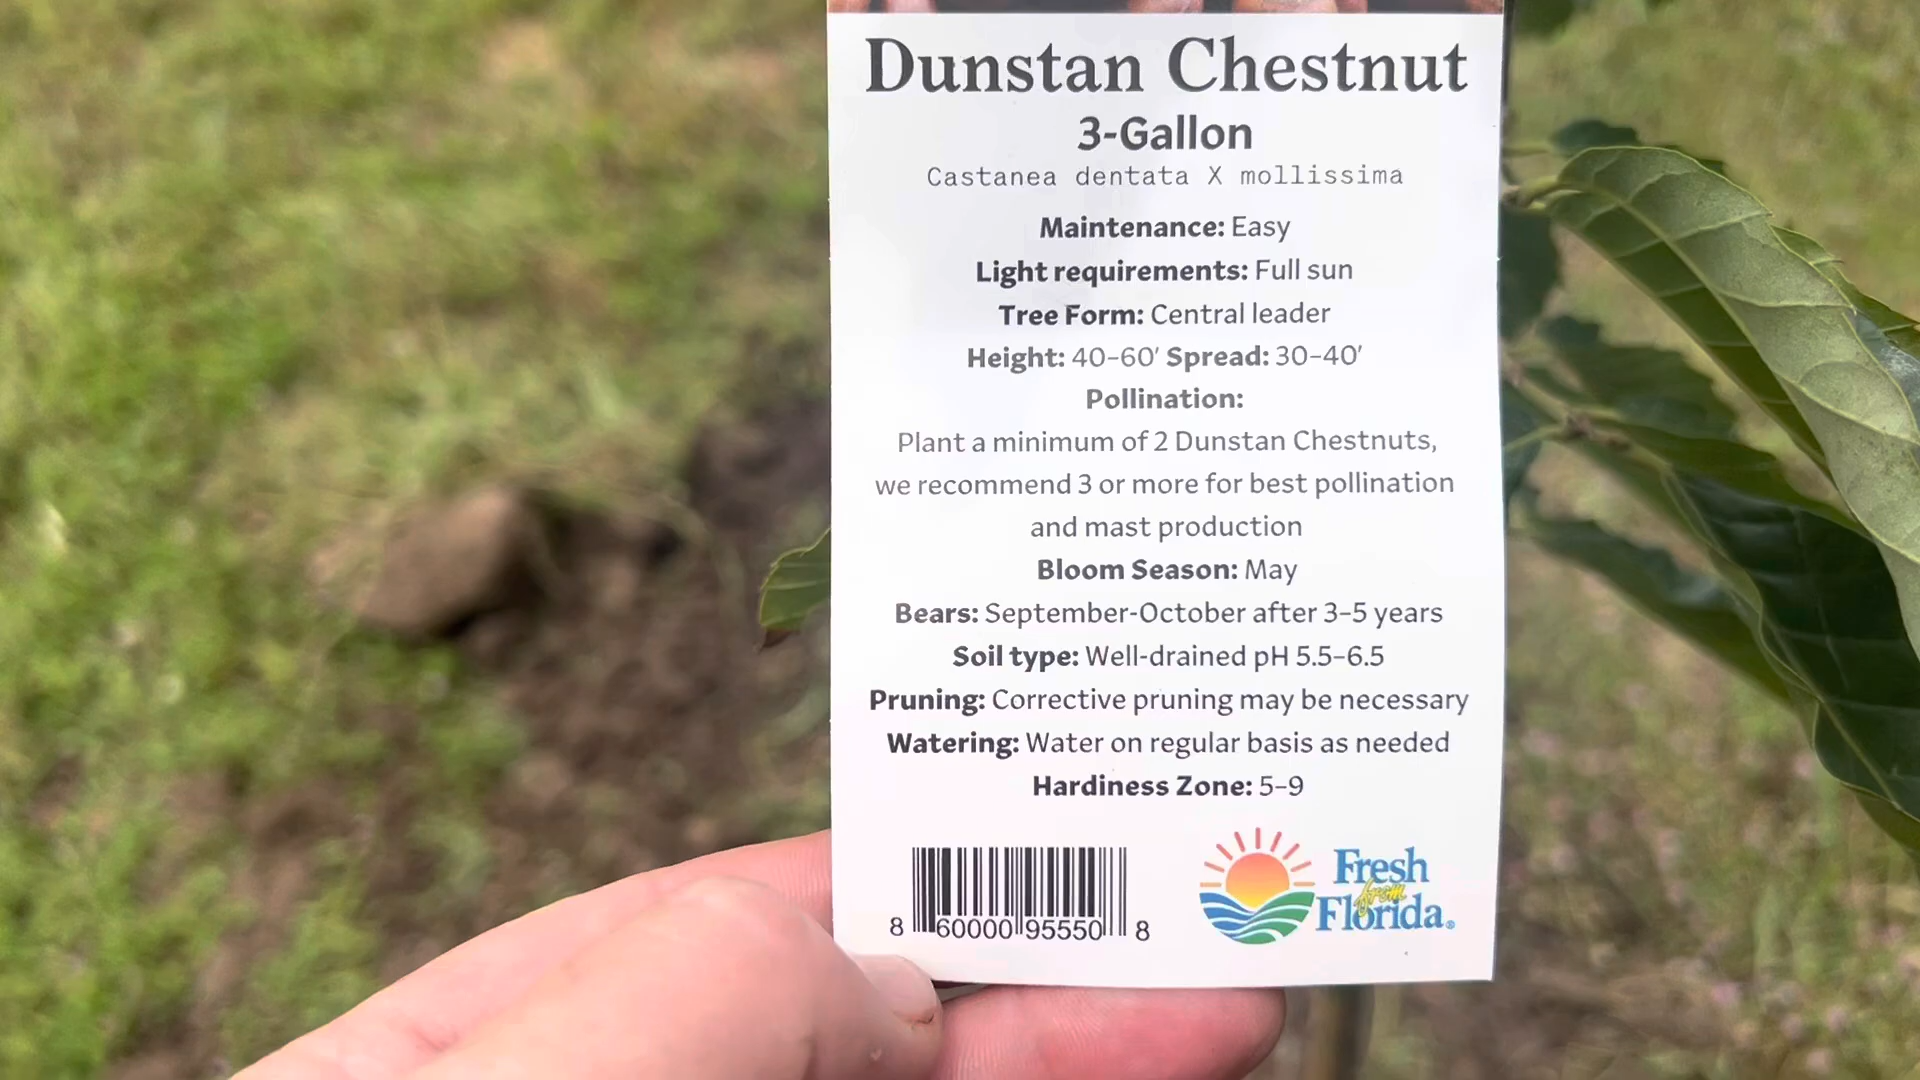 Dunstan Chestnut
3-Gallon
Castanea dentata X mollissima
Maintenance: Easy
Light requirements: Full sun
Tree Form: Central leader
Height: 40–60' Spread: 30–40'
Pollination:
Plant a minimum of 2 Dunstan Chestnuts,
we recommend 3 or more for best pollination
and mast production
Bloom Season: May
Bears: September-October after 3–5 years
Soil type: Well-drained pH 5.5–6.5
Pruning: Corrective pruning may be necessary
Watering: Water on regular basis as needed
Hardiness Zone: 5–9
8 60000 95550 8
Fresh
from
Florida®